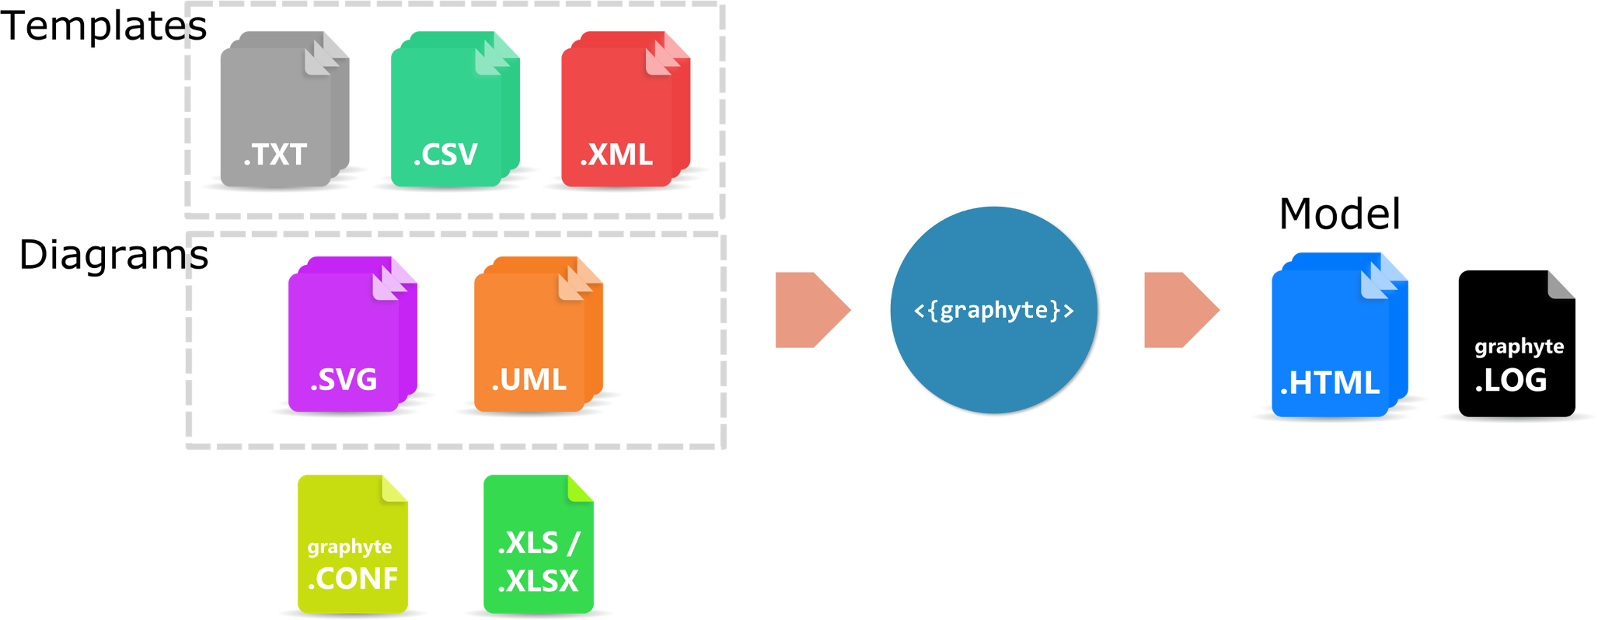 Templates
.TXT
.CSV
.XML
Diagrams
.SVG
.UML
graphyte
.CONF
.XLS /
.XLSX
<{graphyte}>
Model
.HTML
graphyte
.LOG